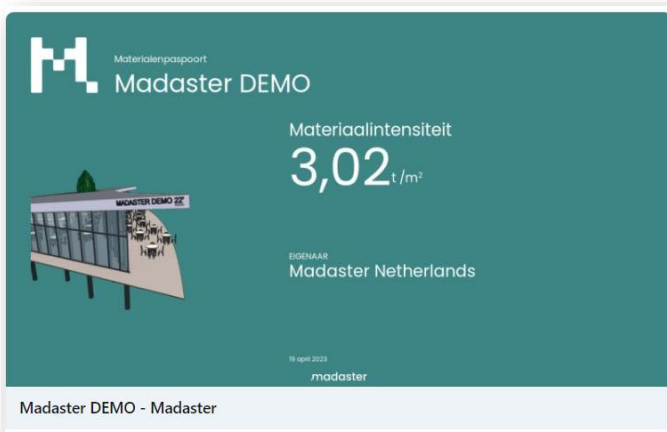 Materialenpaspoort
Madaster DEMO
Materiaalintensiteit
3,02 t/m²
MADASTER DEMO 22'
EIGENAAR
Madaster Netherlands
19 april 2023
madaster
Madaster DEMO - Madaster